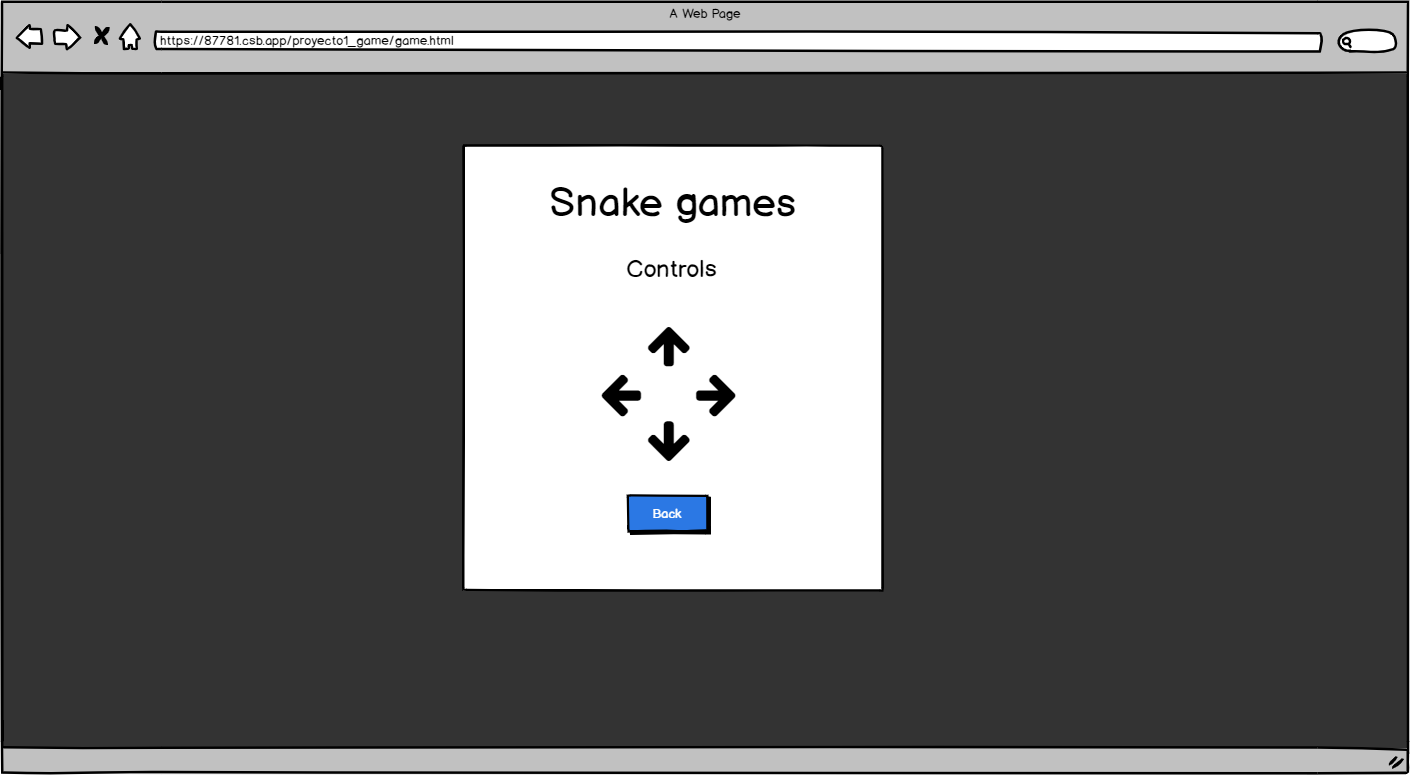 A Web Page
https://87781.csb.app/proyecto1_game/game.html
Snake games
Controls
Back